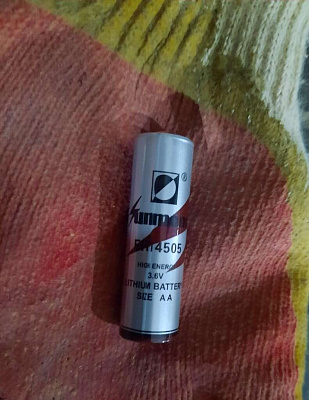 ®
ER14505
HIGH ENERGY
3.6V
LITHIUM BATTERY
SIZE AA